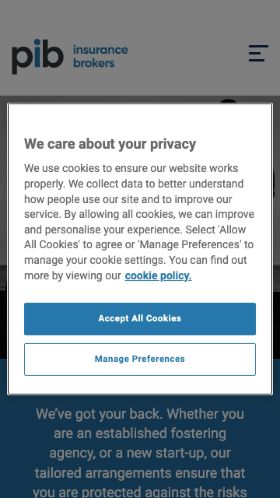 pib insurance
brokers
We care about your privacy
We use cookies to ensure our website works
properly. We collect data to better understand
how people use our site and to improve our
service. By allowing all cookies, we can improve
and personalise your experience. Select 'Allow
All Cookies' to agree or 'Manage Preferences' to
manage your cookie settings. You can find out
more by viewing our cookie policy.
Accept All Cookies
Manage Preferences
We've got your back. Whether you
are an established fostering
agency, or a new start-up, our
tailored arrangements ensure that
you are protected against the risks